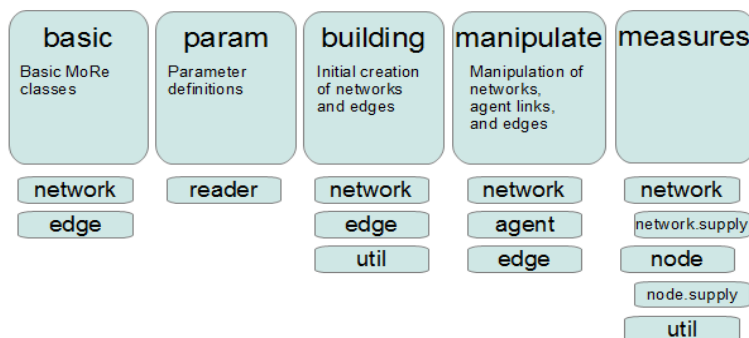 basic
Basic MoRe
classes
network
edge
param
Parameter
definitions
reader
building
Initial creation
of networks
and edges
network
edge
util
manipulate
Manipulation of
networks,
agent links,
and edges
network
agent
edge
measures
network
network.supply
node
node.supply
util